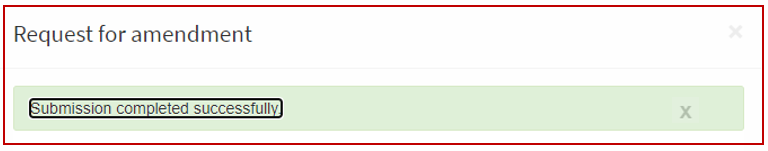 Request for amendment ×
Submission completed successfully. x